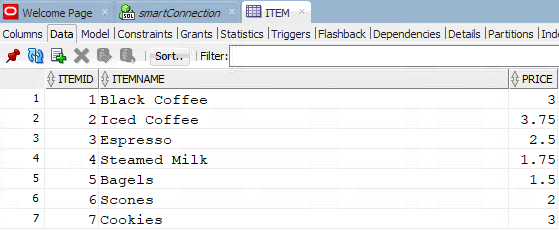 Welcome Page smartConnection ITEM
Columns Data Model Constraints Grants Statistics Triggers Flashback Dependencies Details Partitions
Sort.. Filter:
ITEMID ITEMNAME PRICE
1 1 Black Coffee 3
2 2 Iced Coffee 3.75
3 3 Espresso 2.5
4 4 Steamed Milk 1.75
5 5 Bagels 1.5
6 6 Scones 2
7 7 Cookies 3